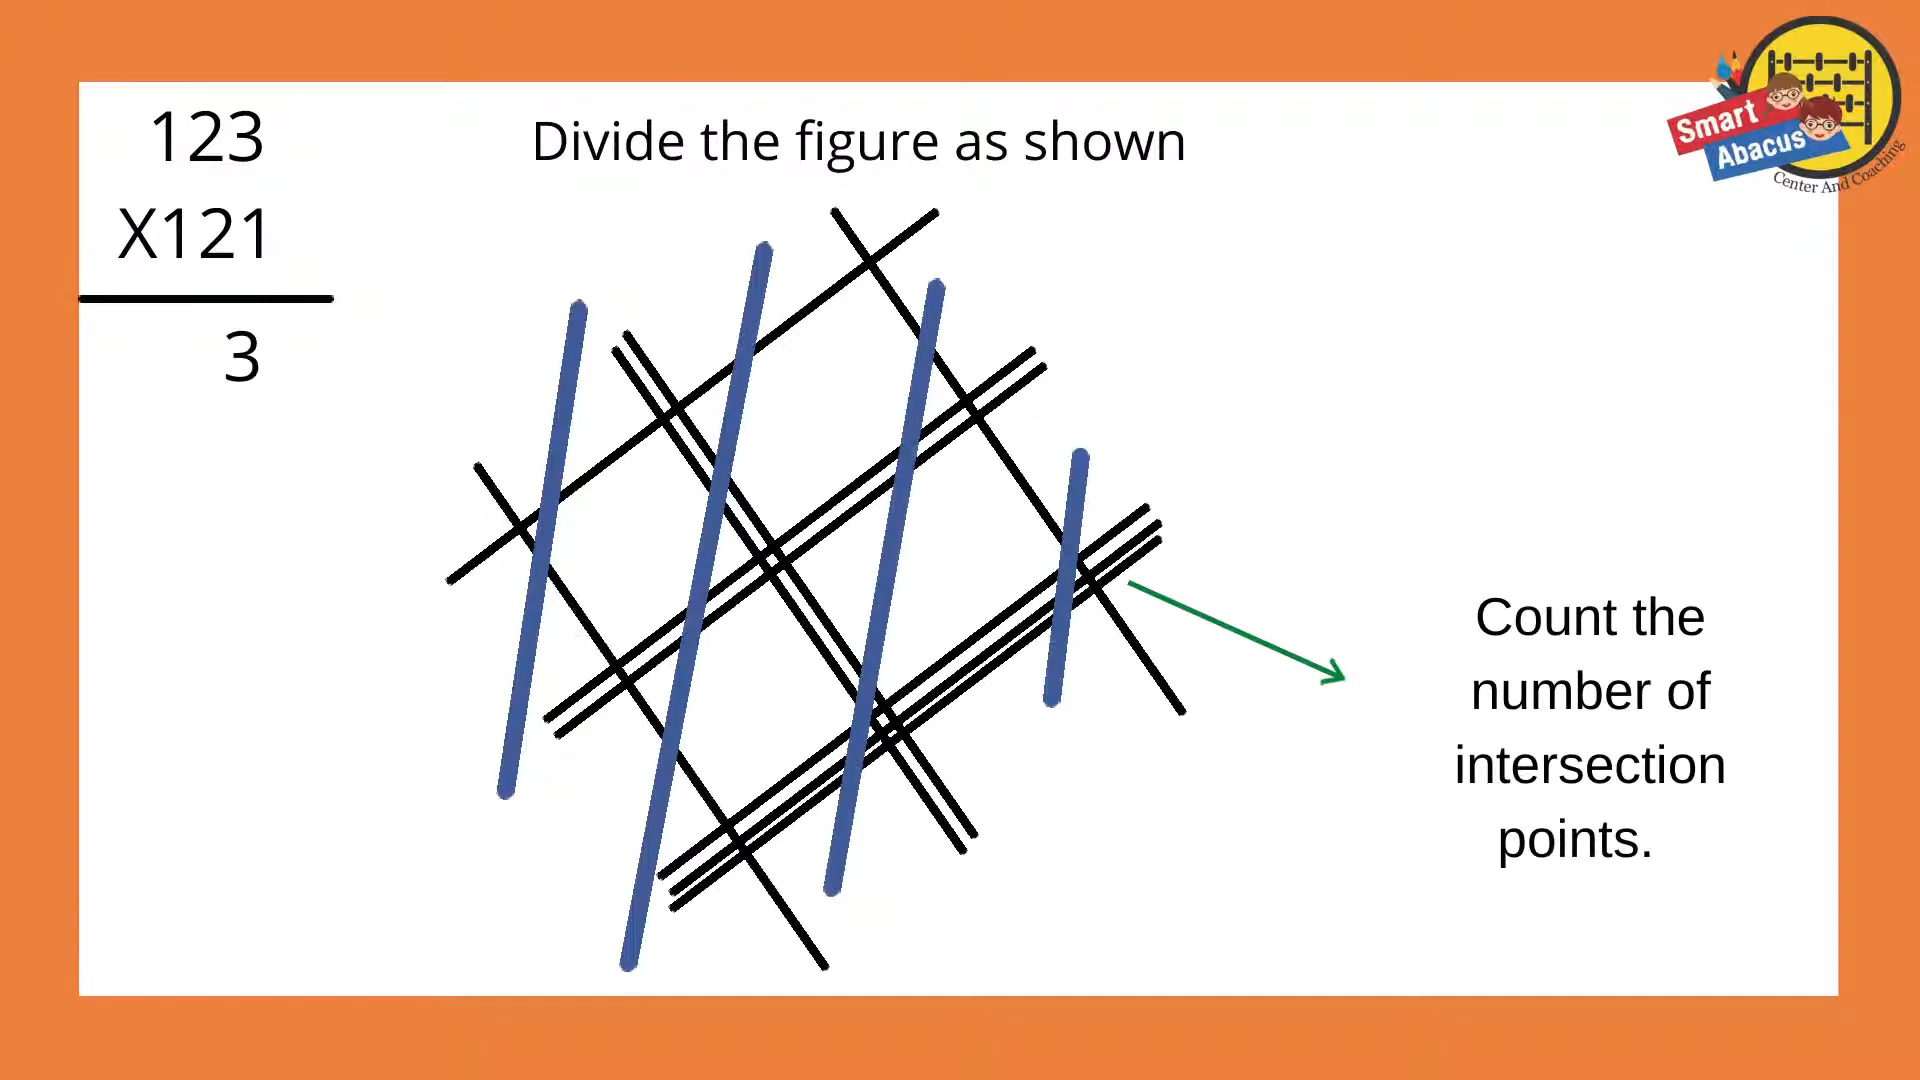 123
X121
3
Divide the figure as shown
Smart
Abacus
Center And Coaching
Count the
number of
intersection
points.